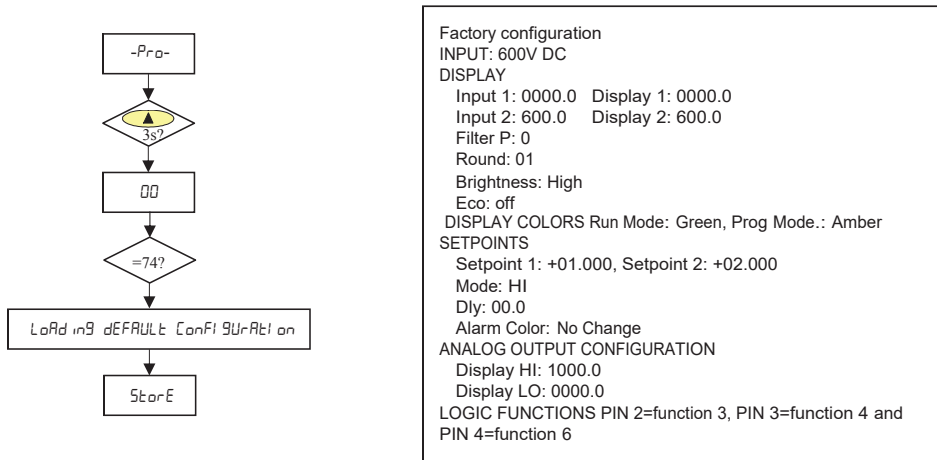 -Pro-
3s?
00
=74?
LoAd in9 dEFAULt ConFI 9UrAtI on
StorE
Factory configuration
INPUT: 600V DC
DISPLAY
Input 1: 0000.0 Display 1: 0000.0
Input 2: 600.0 Display 2: 600.0
Filter P: 0
Round: 01
Brightness: High
Eco: off
DISPLAY COLORS Run Mode: Green, Prog Mode.: Amber
SETPOINTS
Setpoint 1: +01.000, Setpoint 2: +02.000
Mode: HI
Dly: 00.0
Alarm Color: No Change
ANALOG OUTPUT CONFIGURATION
Display HI: 1000.0
Display LO: 0000.0
LOGIC FUNCTIONS PIN 2=function 3, PIN 3=function 4 and
PIN 4=function 6